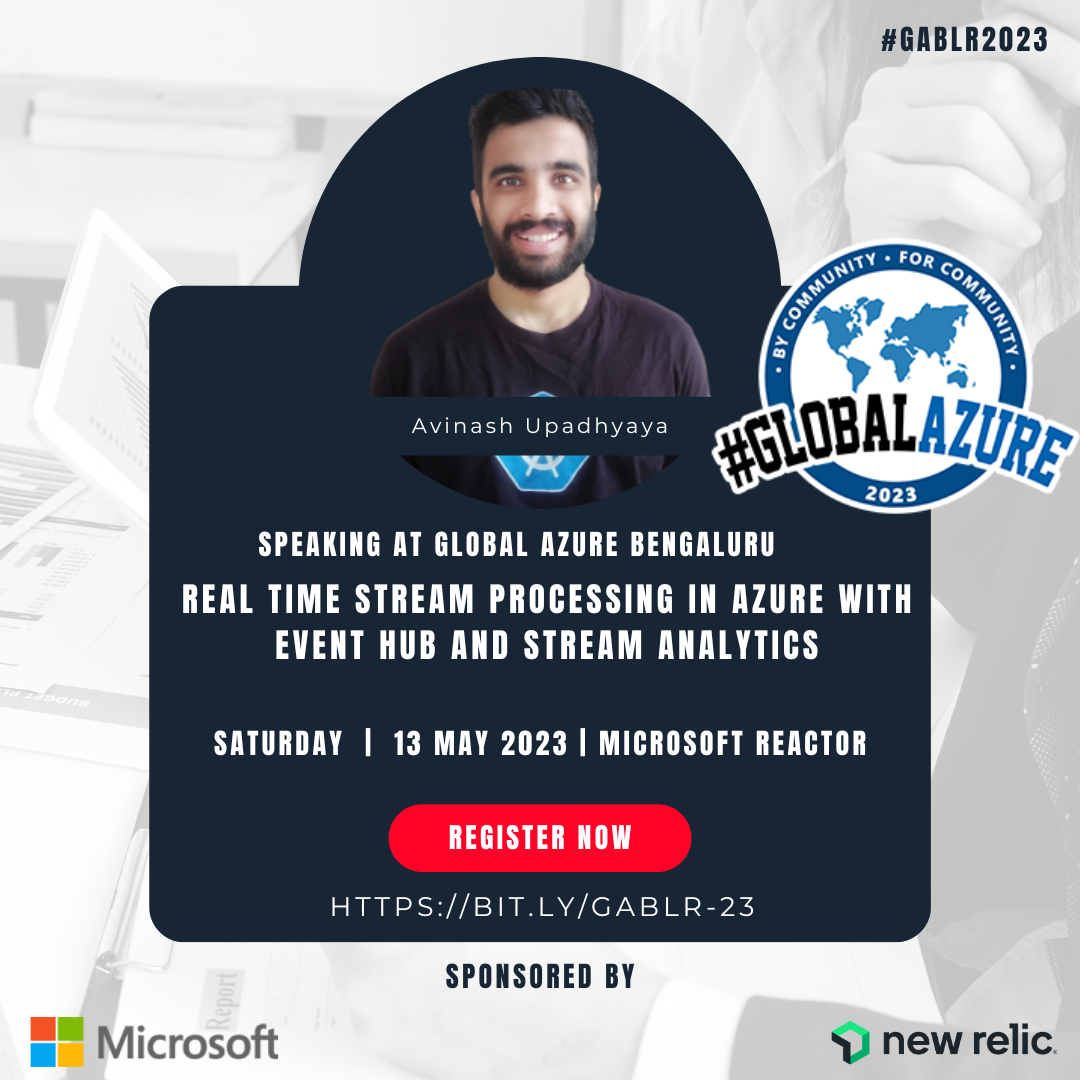 #GABLR2023
• BY COMMUNITY • FOR COMMUNITY •
#GLOBALAZURE
2023
Avinash Upadhyaya
SPEAKING AT GLOBAL AZURE BENGALURU
REAL TIME STREAM PROCESSING IN AZURE WITH
EVENT HUB AND STREAM ANALYTICS
SATURDAY | 13 MAY 2023 | MICROSOFT REACTOR
REGISTER NOW
HTTPS://BIT.LY/GABLR-23
SPONSORED BY
Report
Microsoft
new relic